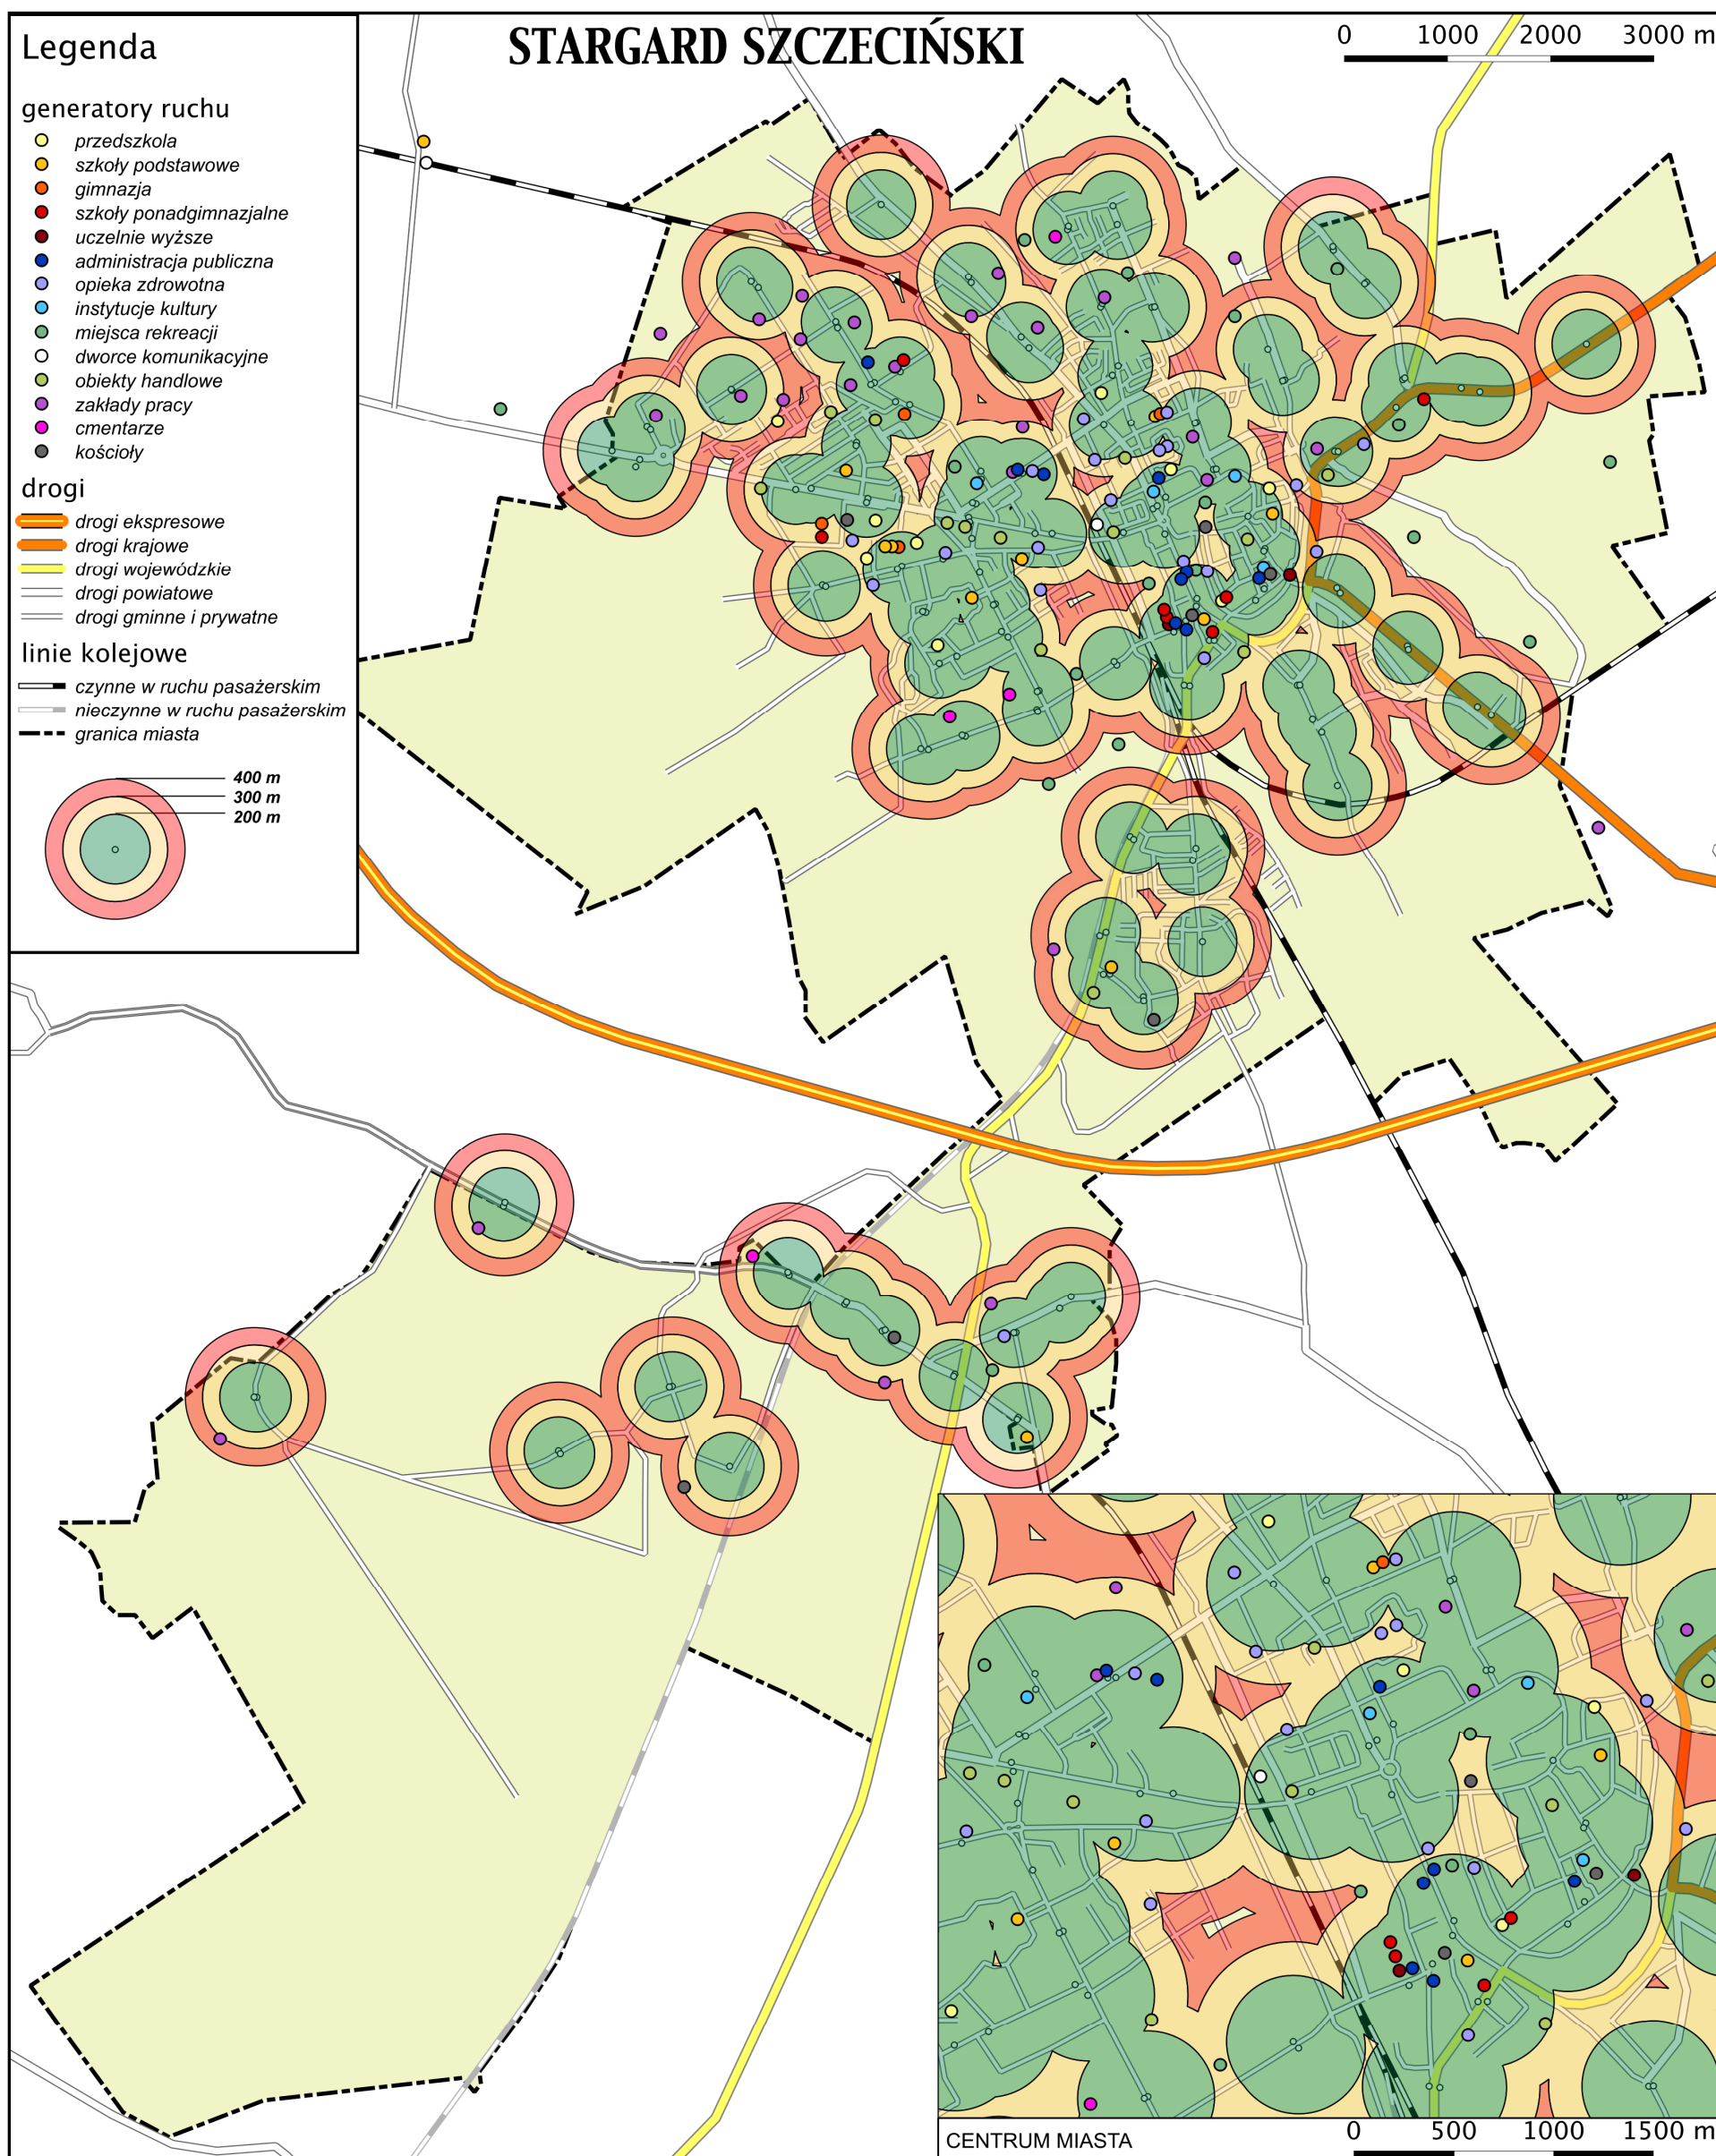 STARGARD SZCZECIŃSKI
0 1000 2000 3000 m
Legenda
generatory ruchu
przedszkola
szkoły podstawowe
gimnazja
szkoły ponadgimnazjalne
uczelnie wyższe
administracja publiczna
opieka zdrowotna
instytucje kultury
miejsca rekreacji
dworce komunikacyjne
obiekty handlowe
zakłady pracy
cmentarze
kościoły
drogi
drogi ekspresowe
drogi krajowe
drogi wojewódzkie
drogi powiatowe
drogi gminne i prywatne
linie kolejowe
czynne w ruchu pasażerskim
nieczynne w ruchu pasażerskim
granica miasta
400 m
300 m
200 m
CENTRUM MIASTA
0 500 1000 1500 m